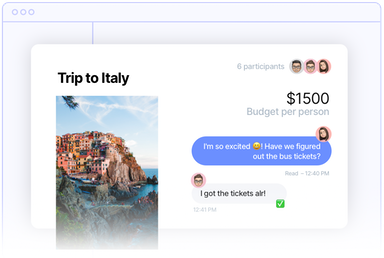 6 participants
Trip to Italy
$1500
Budget per person
I'm so excited 😀! Have we figured
out the bus tickets?
Read • 12:40 PM
I got the tickets alr!
12:41 PM